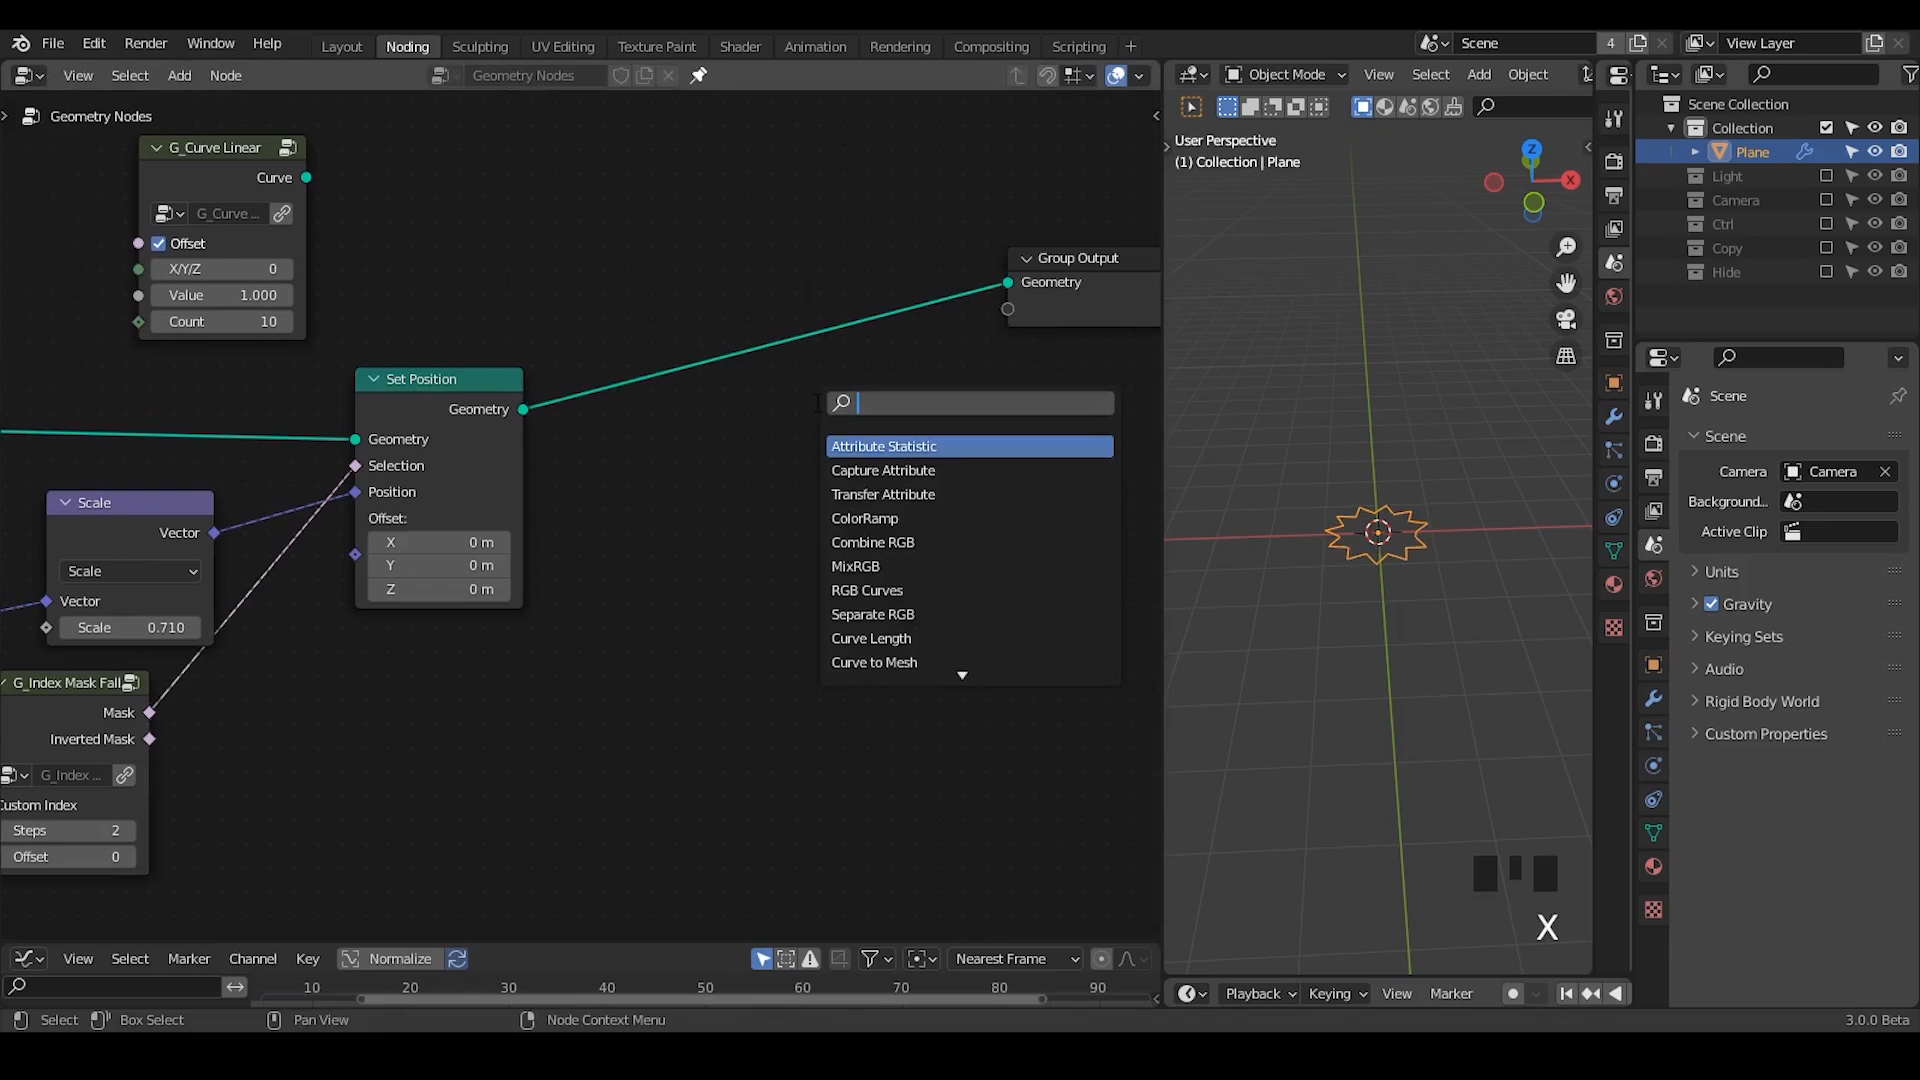 File Edit Render Window Help Layout Noding Sculpting UV Editing Texture Paint Shader Animation Rendering Compositing Scripting + Scene 4 View Layer
View Select Add Node Geometry Nodes Object Mode View Select Add Object
Geometry Nodes
G_Curve Linear
Curve
G_Curve ...
Offset
X/Y/Z 0
Value 1.000
Count 10
Set Position
Geometry
Geometry
Selection
Position
Offset:
X 0 m
Y 0 m
Z 0 m
Scale
Vector
Scale
Vector
Scale 0.710
G_Index Mask Fall
Mask
Inverted Mask
G_Index ...
Custom Index
Steps 2
Offset 0
Group Output
Geometry
Attribute Statistic
Capture Attribute
Transfer Attribute
ColorRamp
Combine RGB
MixRGB
RGB Curves
Separate RGB
Curve Length
Curve to Mesh
User Perspective
(1) Collection | Plane
Z
X
X
Scene Collection
Collection
Plane
Light
Camera
Ctrl
Copy
Hide
Scene
Scene
Camera Camera
Background...
Active Clip
Units
Gravity
Keying Sets
Audio
Rigid Body World
Custom Properties
View Select Marker Channel Key Normalize Nearest Frame
10 20 30 40 50 60 70 80 90
Playback Keying View Marker
Select Box Select Pan View Node Context Menu 3.0.0 Beta